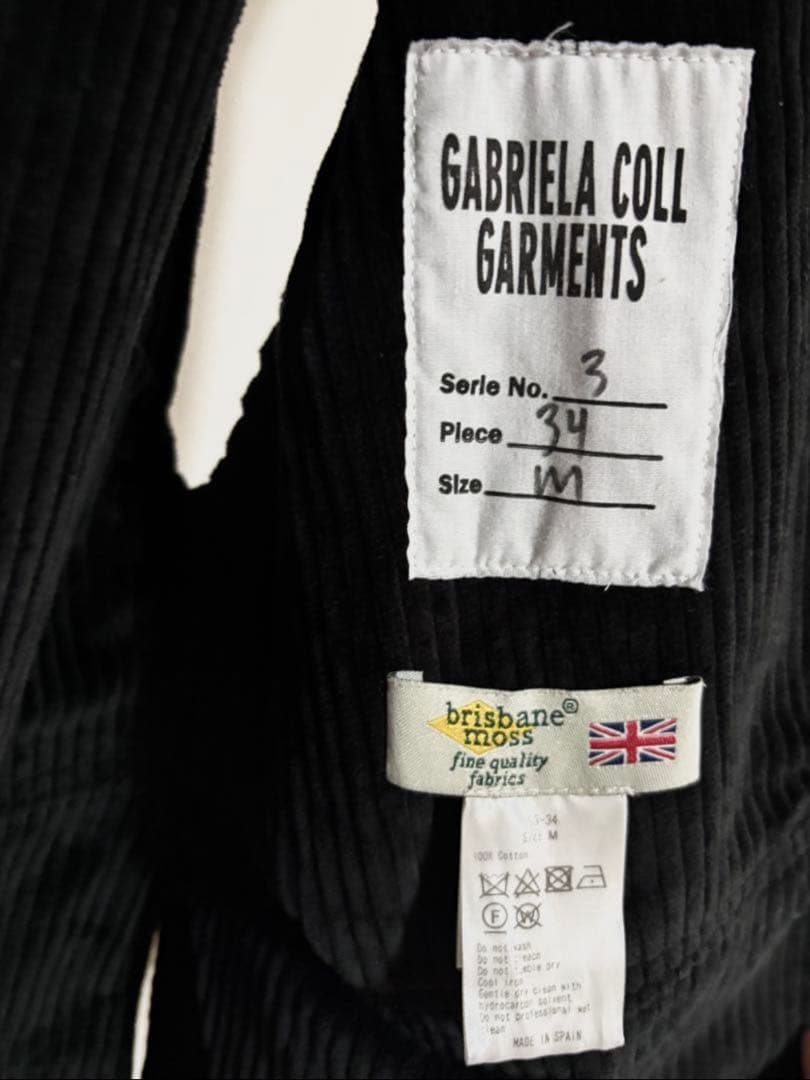 GABRIELA COLL
GARMENTS
Serie No. 3
Piece 34
Size M
brisbane®
moss
fine quality
fabrics
3-34
Size M
100% Cotton
F
W
Do not wash
Do not bleach
Do not tumble dry
Cool iron
Gentle dry clean with
hydrocarbon solvent
Do not professional wet
clean
MADE IN SPAIN